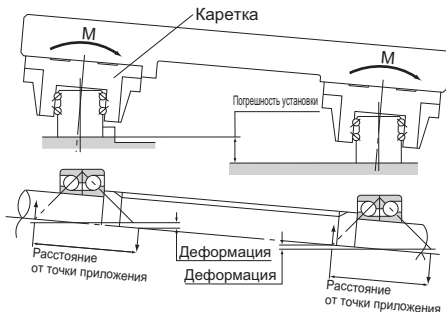 Каретка
M
M
Погрешность установки
Деформация
Деформация
Расстояние
от точки приложения
Расстояние
от точки приложения